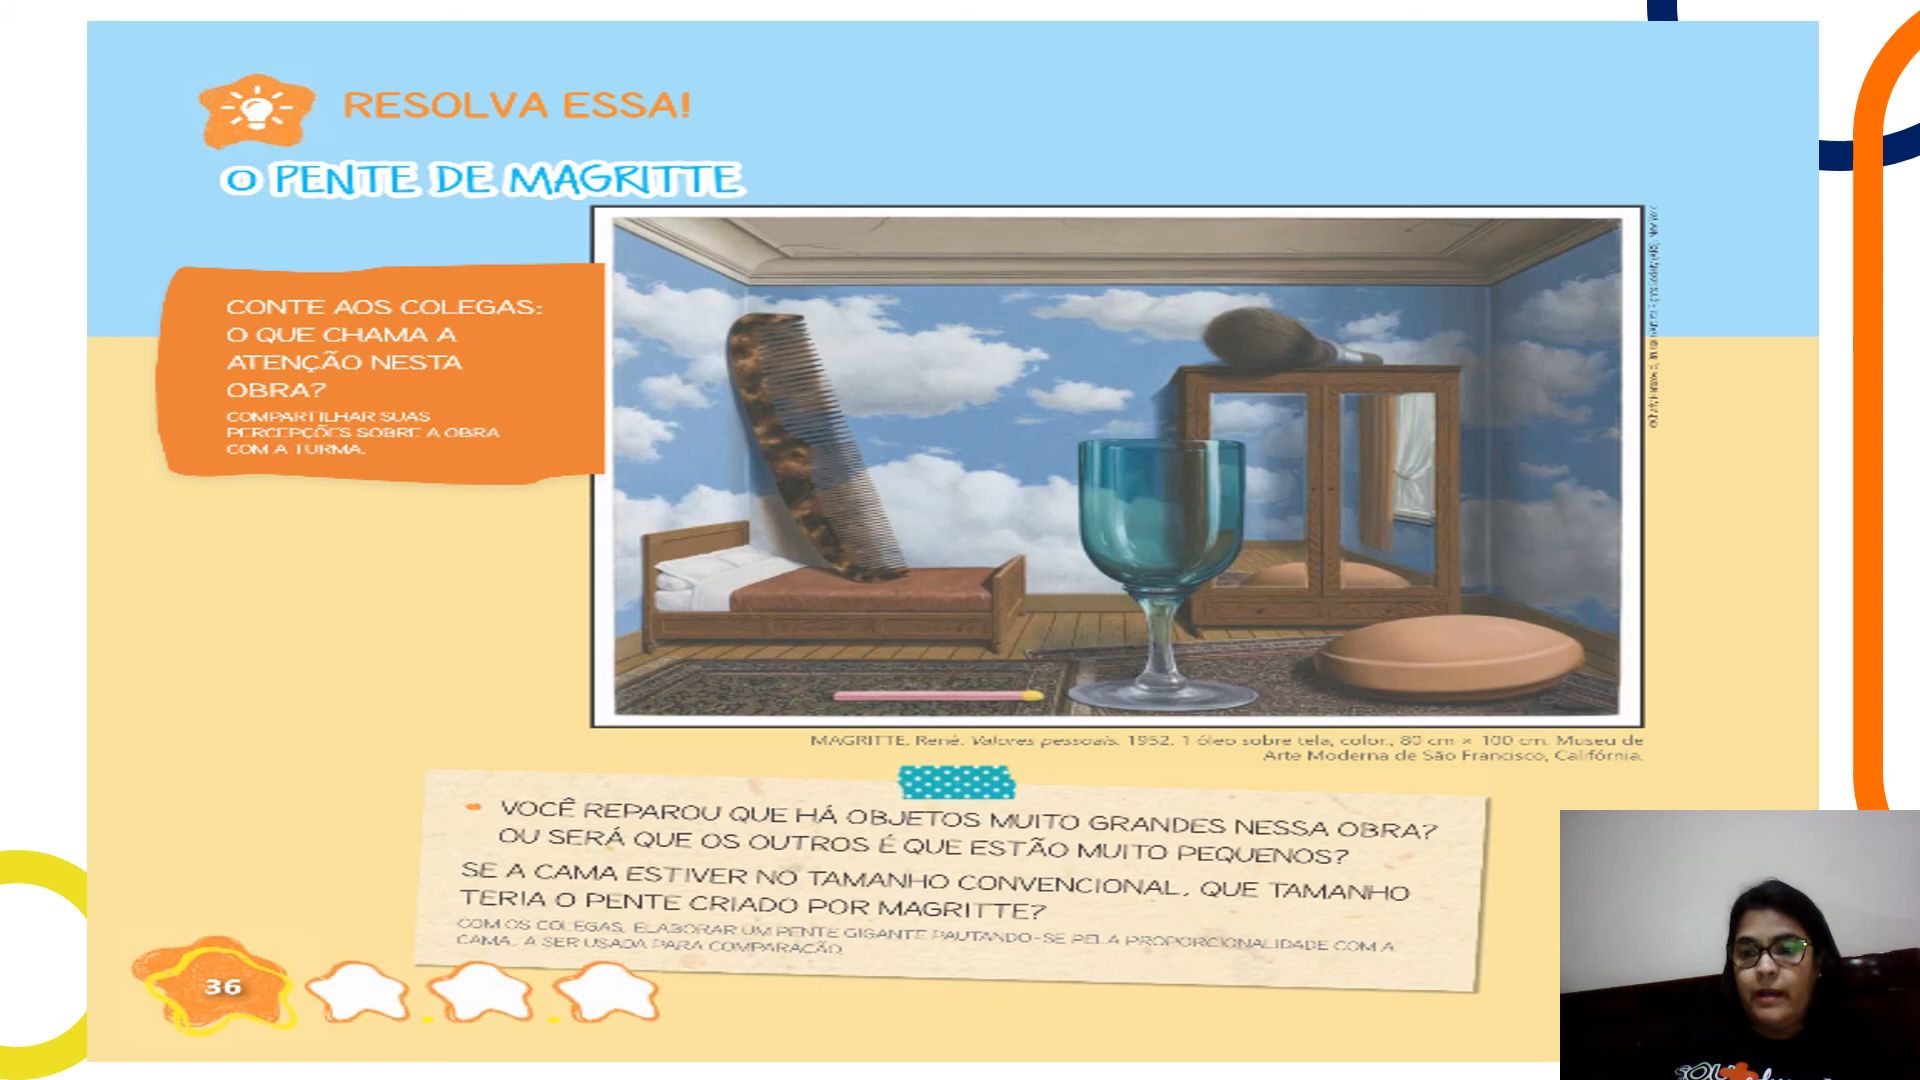 RESOLVA ESSA!
O PENTE DE MAGRITTE
CONTE AOS COLEGAS:
O QUE CHAMA A
ATENÇÃO NESTA
OBRA?
COMPARTILHAR SUAS
PERCEPÇÕES SOBRE A OBRA
COM A TURMA.
MAGRITTE, René. Valores pessoais. 1952. 1 óleo sobre tela, color., 80 cm × 100 cm. Museu de
Arte Moderna de São Francisco, Califórnia.
VOCÊ REPAROU QUE HÁ OBJETOS MUITO GRANDES NESSA OBRA?
OU SERÁ QUE OS OUTROS É QUE ESTÃO MUITO PEQUENOS?
SE A CAMA ESTIVER NO TAMANHO CONVENCIONAL, QUE TAMANHO
TERIA O PENTE CRIADO POR MAGRITTE?
COM OS COLEGAS, ELABORAR UM PENTE GIGANTE PAUTANDO-SE PELA PROPORCIONALIDADE COM A
CAMA, A SER USADA PARA COMPARAÇÃO.
36
SOU